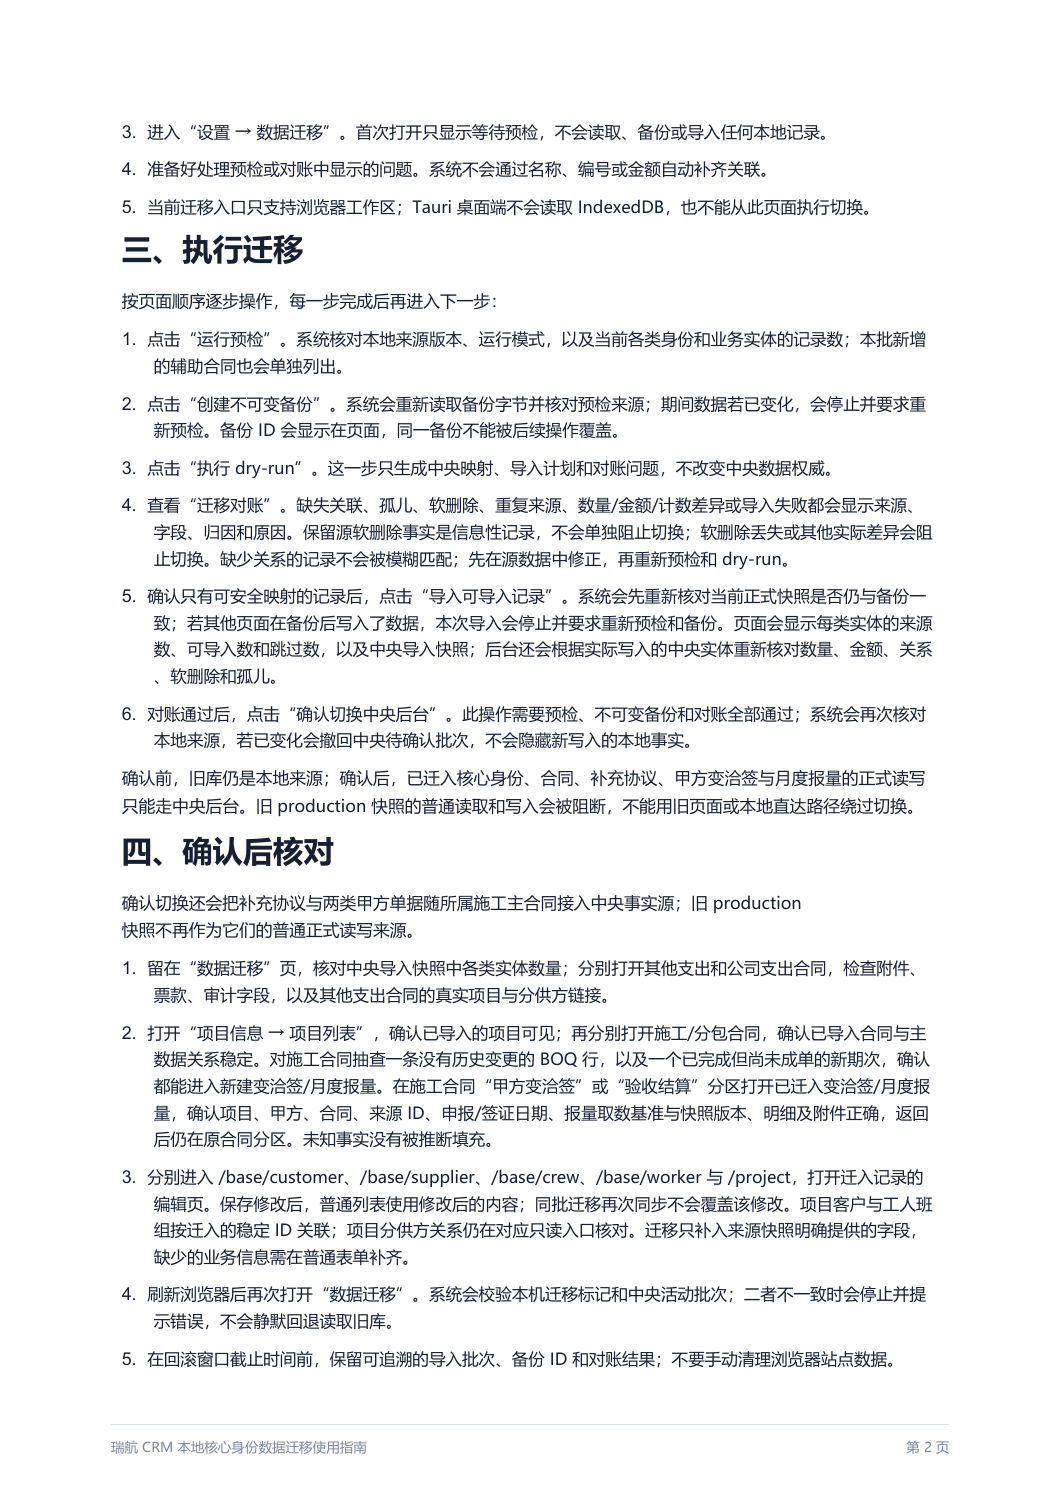 3. 进入“设置 → 数据迁移”。首次打开只显示等待预检，不会读取、备份或导入任何本地记录。
4. 准备好处理预检或对账中显示的问题。系统不会通过名称、编号或金额自动补齐关联。
5. 当前迁移入口只支持浏览器工作区；Tauri 桌面端不会读取 IndexedDB，也不能从此页面执行切换。
三、执行迁移
按页面顺序逐步操作，每一步完成后再进入下一步：
1. 点击“运行预检”。系统核对本地来源版本、运行模式，以及当前各类身份和业务实体的记录数；本批新增
的辅助合同也会单独列出。
2. 点击“创建不可变备份”。系统会重新读取备份字节并核对预检来源；期间数据若已变化，会停止并要求重
新预检。备份 ID 会显示在页面，同一备份不能被后续操作覆盖。
3. 点击“执行 dry-run”。这一步只生成中央映射、导入计划和对账问题，不改变中央数据权威。
4. 查看“迁移对账”。缺失关联、孤儿、软删除、重复来源、数量/金额/计数差异或导入失败都会显示来源、
字段、归因和原因。保留源软删除事实是信息性记录，不会单独阻止切换；软删除丢失或其他实际差异会阻
止切换。缺少关系的记录不会被模糊匹配；先在源数据中修正，再重新预检和 dry-run。
5. 确认只有可安全映射的记录后，点击“导入可导入记录”。系统会先重新核对当前正式快照是否仍与备份一
致；若其他页面在备份后写入了数据，本次导入会停止并要求重新预检和备份。页面会显示每类实体的来源
数、可导入数和跳过数，以及中央导入快照；后台还会根据实际写入的中央实体重新核对数量、金额、关系
、软删除和孤儿。
6. 对账通过后，点击“确认切换中央后台”。此操作需要预检、不可变备份和对账全部通过；系统会再次核对
本地来源，若已变化会撤回中央待确认批次，不会隐藏新写入的本地事实。
确认前，旧库仍是本地来源；确认后，已迁入核心身份、合同、补充协议、甲方变洽签与月度报量的正式读写
只能走中央后台。旧 production 快照的普通读取和写入会被阻断，不能用旧页面或本地直达路径绕过切换。
四、确认后核对
确认切换还会把补充协议与两类甲方单据随所属施工主合同接入中央事实源；旧 production
快照不再作为它们的普通正式读写来源。
1. 留在“数据迁移”页，核对中央导入快照中各类实体数量；分别打开其他支出和公司支出合同，检查附件、
票款、审计字段，以及其他支出合同的真实项目与分供方链接。
2. 打开“项目信息 → 项目列表”，确认已导入的项目可见；再分别打开施工/分包合同，确认已导入合同与主
数据关系稳定。对施工合同抽查一条没有历史变更的 BOQ 行，以及一个已完成但尚未成单的新期次，确认
都能进入新建变洽签/月度报量。在施工合同“甲方变洽签”或“验收结算”分区打开已迁入变洽签/月度报
量，确认项目、甲方、合同、来源 ID、申报/签证日期、报量取数基准与快照版本、明细及附件正确，返回
后仍在原合同分区。未知事实没有被推断填充。
3. 分别进入 /base/customer、/base/supplier、/base/crew、/base/worker 与 /project，打开迁入记录的
编辑页。保存修改后，普通列表使用修改后的内容；同批迁移再次同步不会覆盖该修改。项目客户与工人班
组按迁入的稳定 ID 关联；项目分供方关系仍在对应只读入口核对。迁移只补入来源快照明确提供的字段，
缺少的业务信息需在普通表单补齐。
4. 刷新浏览器后再次打开“数据迁移”。系统会校验本机迁移标记和中央活动批次；二者不一致时会停止并提
示错误，不会静默回退读取旧库。
5. 在回滚窗口截止时间前，保留可追溯的导入批次、备份 ID 和对账结果；不要手动清理浏览器站点数据。
瑞航 CRM 本地核心身份数据迁移使用指南
第 2 页